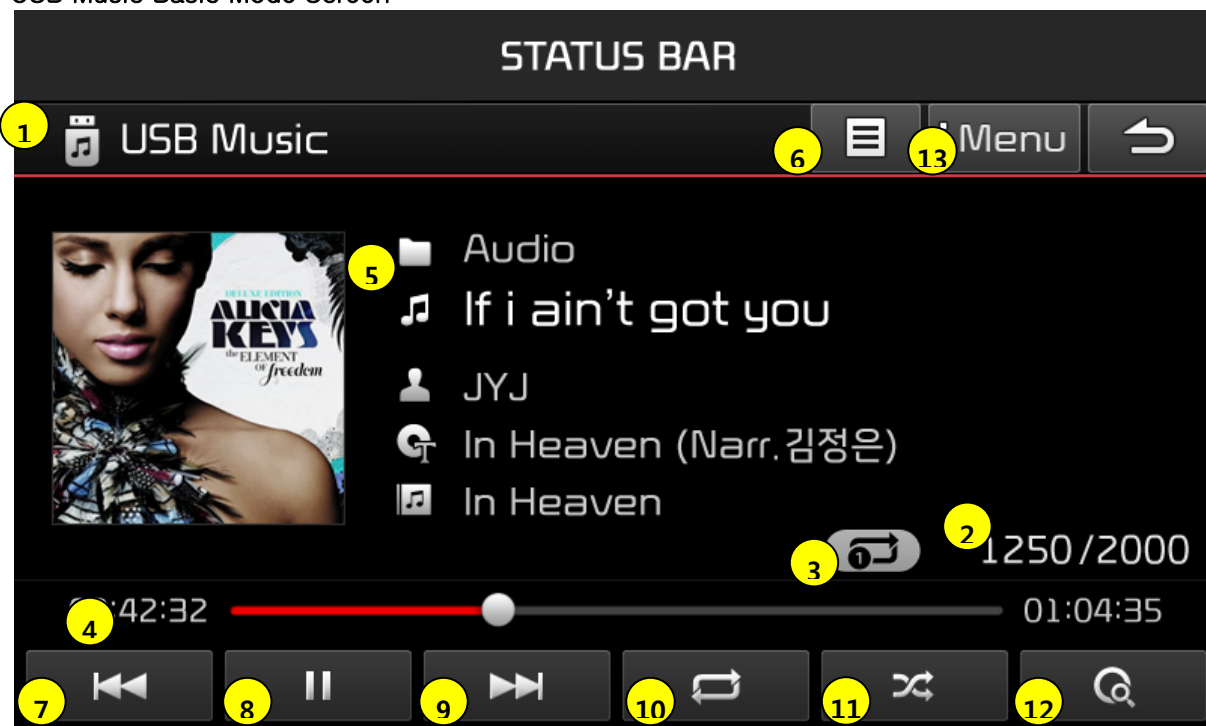 USB Music Basic Mode Screen
STATUS BAR
1 USB Music 6 13 Menu
DELUXE EDITION
ALICIA
KEYS
the ELEMENT
OF freedom
5 Audio
If i ain't got you
JYJ
In Heaven (Narr.김정은)
In Heaven
3 2 1250/2000
4 :42:32 01:04:35
7 8 9 10 11 12